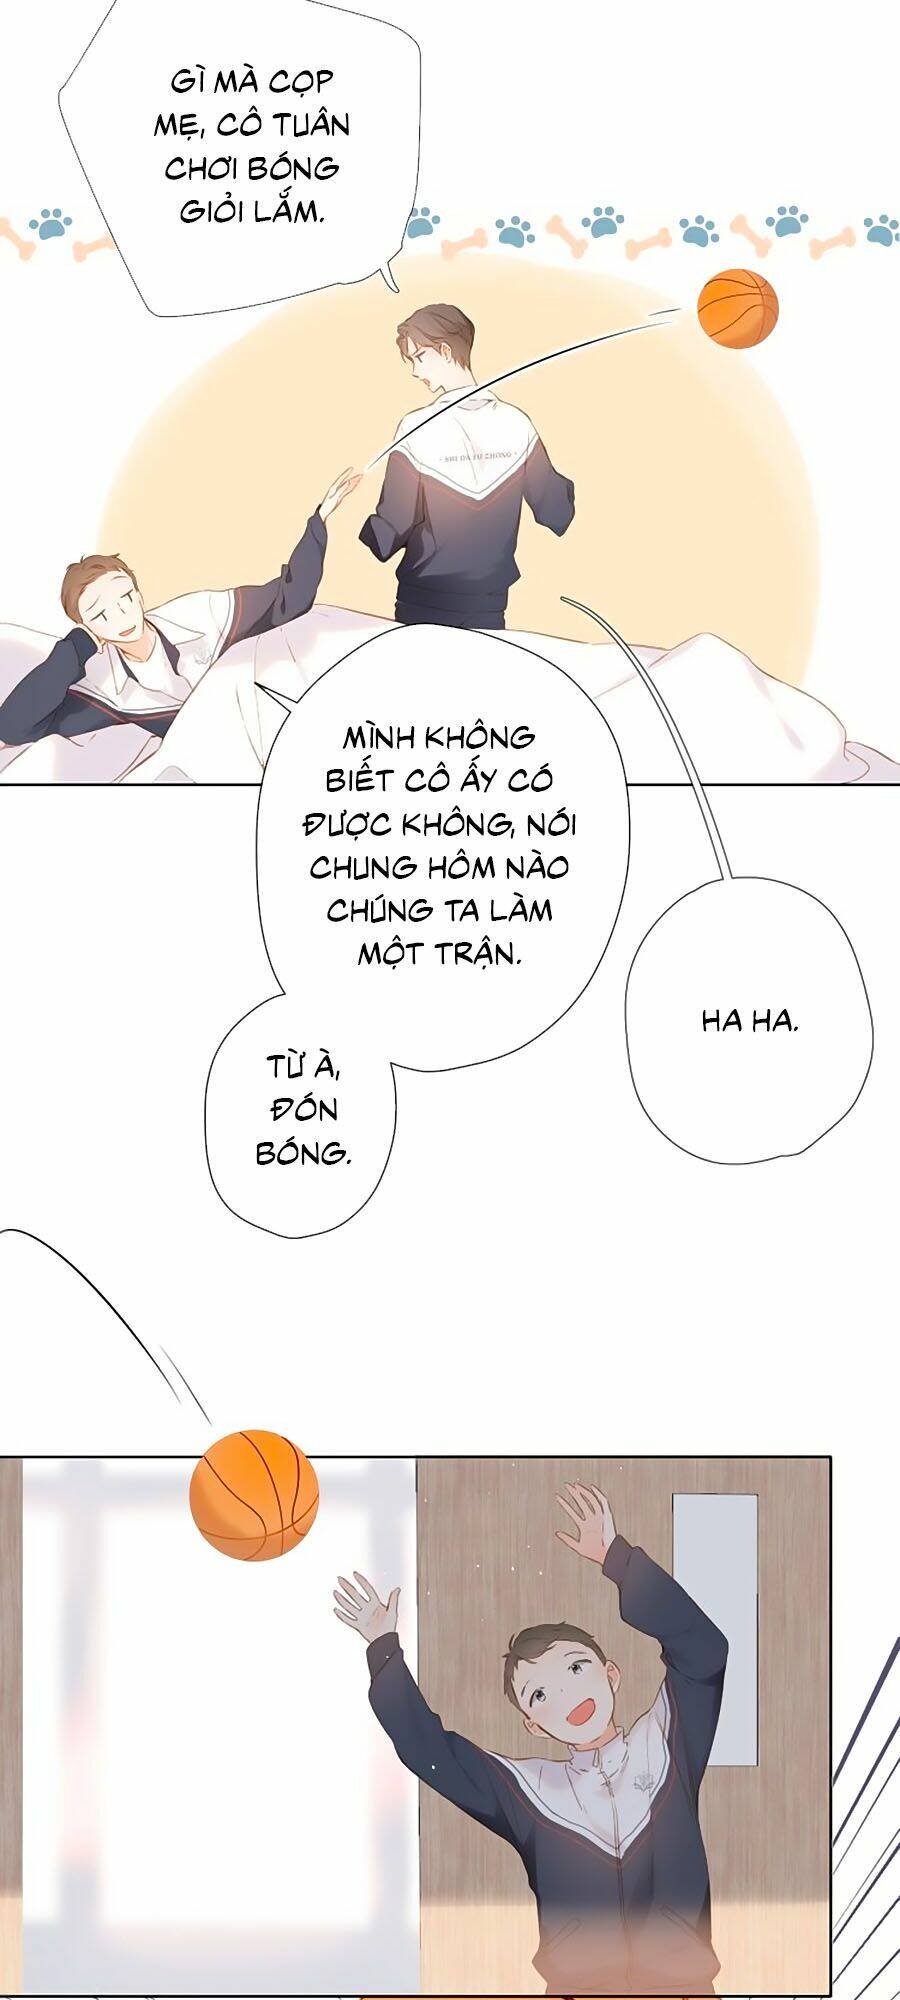 GÌ MÀ CỌP
MẸ, CÔ TUÂN
CHƠI BÓNG
GIỎI LẮM.
• SHI DA FU ZHONG •
MÌNH KHÔNG
BIẾT CÔ ẤY CÓ
ĐƯỢC KHÔNG, NÓI
CHUNG HÔM NÀO
CHÚNG TA LÀM
MỘT TRẬN.
HA HA.
TỪ À,
ĐÓN
BÓNG.